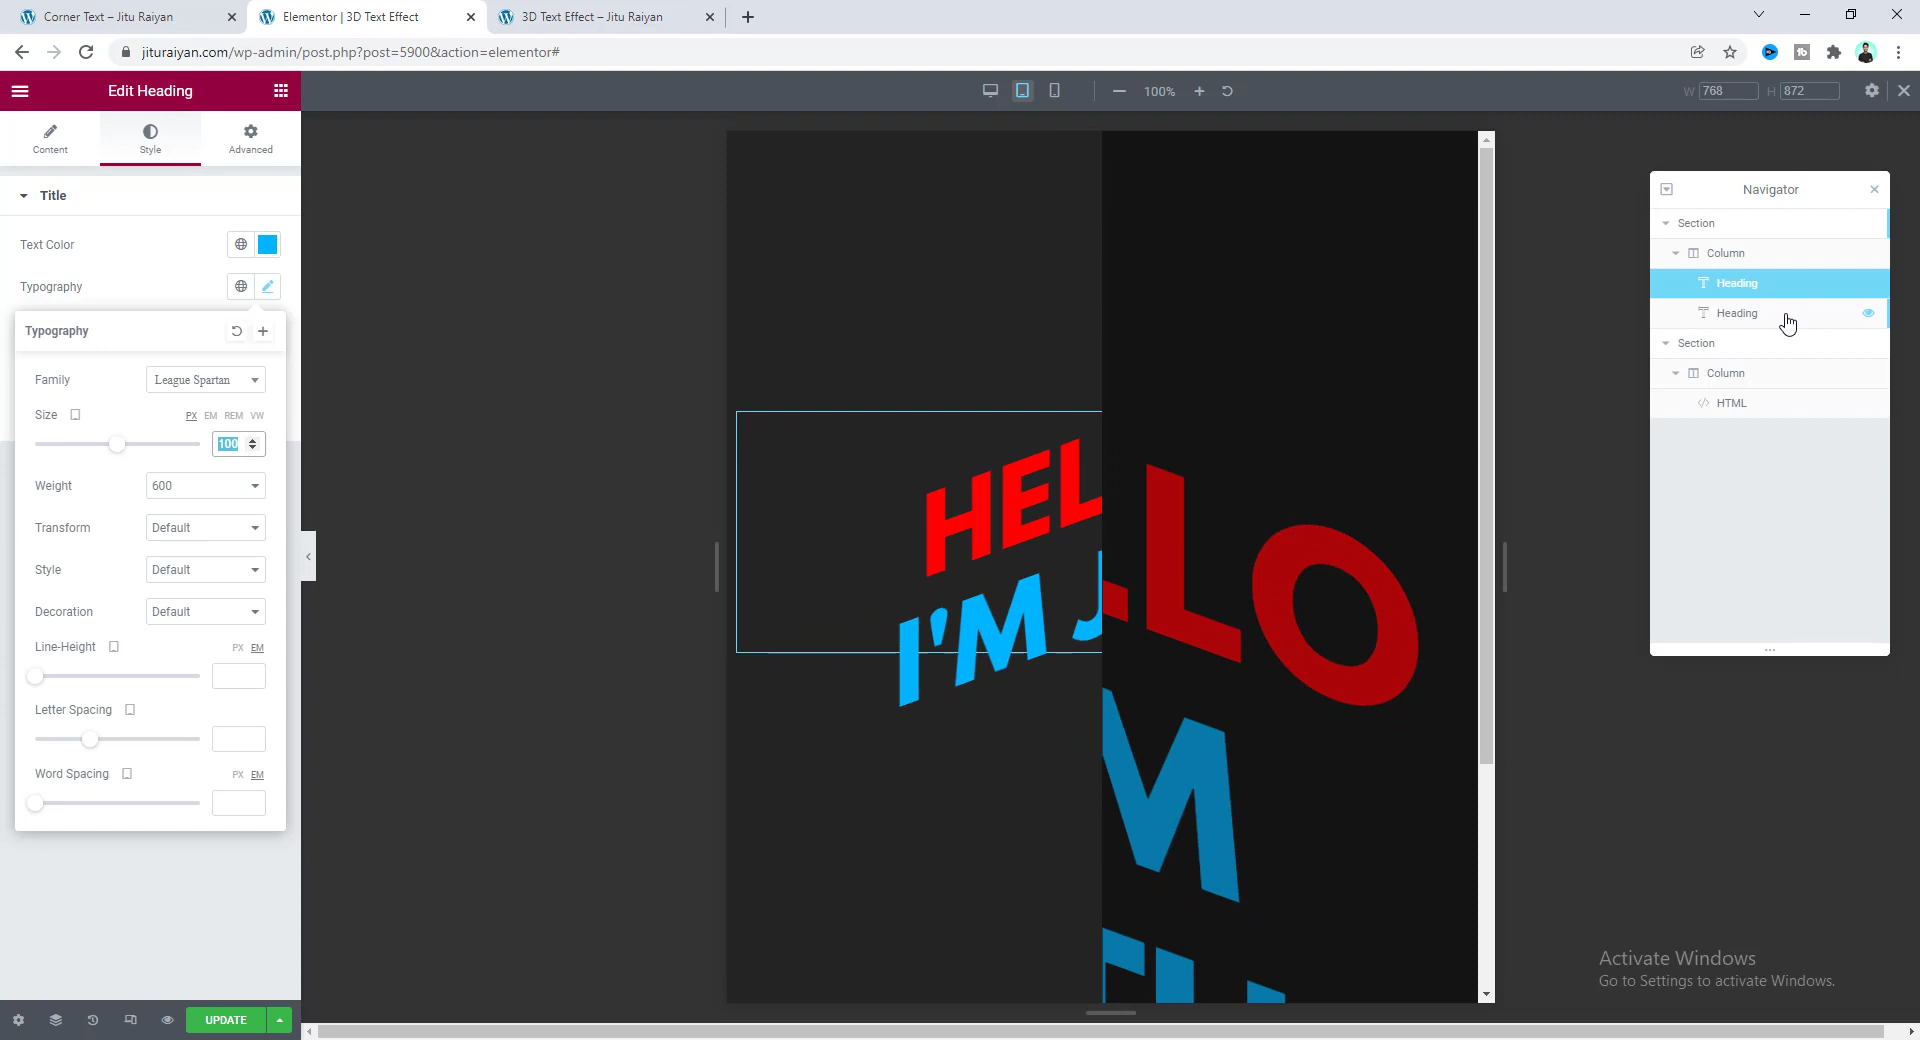 Corner Text – Jitu Raiyan
Elementor | 3D Text Effect
3D Text Effect – Jitu Raiyan
jituraiyan.com/wp-admin/post.php?post=5900&action=elementor#
Edit Heading
100%
W 768 H 872
Content
Style
Advanced
Title
Text Color
Typography
Typography
Family
League Spartan
Size
PX EM REM VW
100
Weight
600
Transform
Default
Style
Default
Decoration
Default
Line-Height
PX EM
Letter Spacing
Word Spacing
PX EM
UPDATE
HEL
I'M J
LLO
M
Navigator
Section
Column
Heading
Heading
Section
Column
HTML
Activate Windows
Go to Settings to activate Windows.